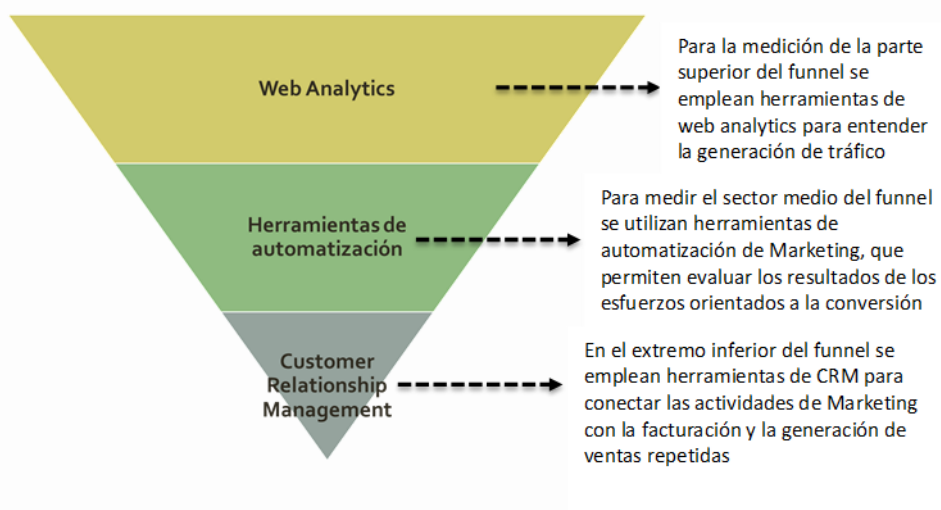 Web Analytics
Para la medición de la parte
superior del funnel se
emplean herramientas de
web analytics para entender
la generación de tráfico
Herramientas de
automatización
Para medir el sector medio del funnel
se utilizan herramientas de
automatización de Marketing, que
permiten evaluar los resultados de los
esfuerzos orientados a la conversión
Customer
Relationship
Management
En el extremo inferior del funnel se
emplean herramientas de CRM para
conectar las actividades de Marketing
con la facturación y la generación de
ventas repetidas